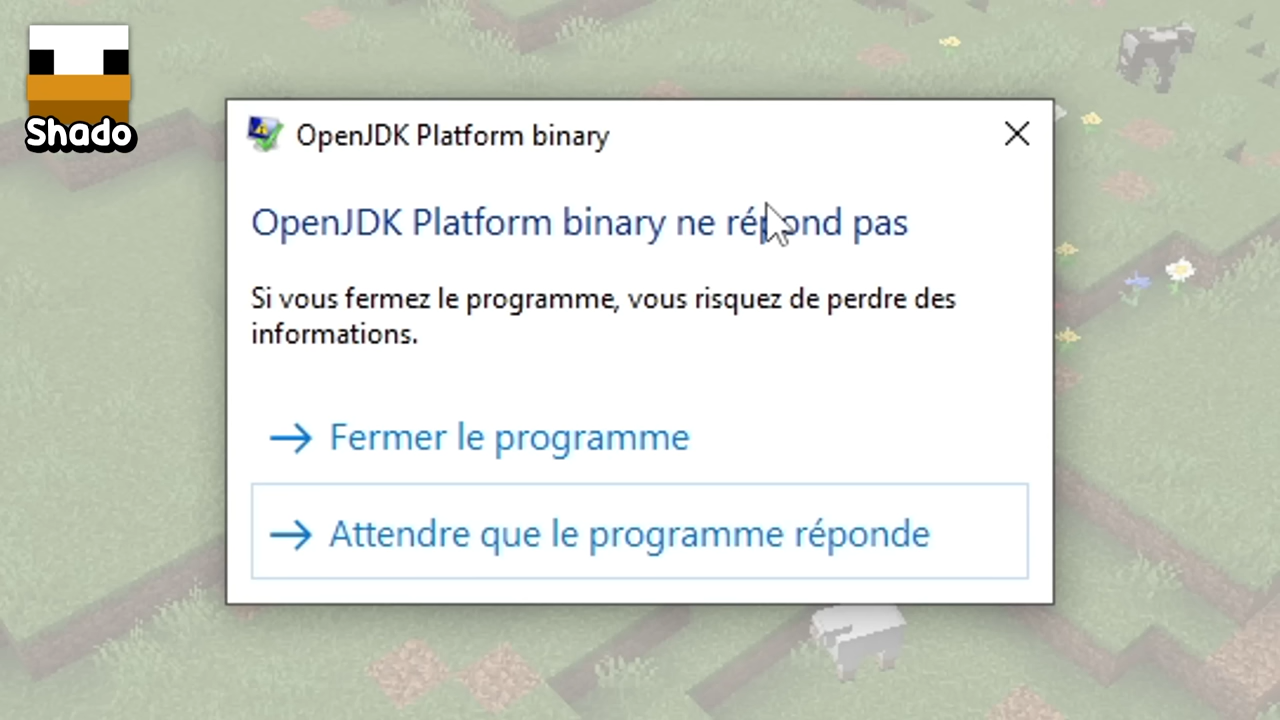 Shado
OpenJDK Platform binary
OpenJDK Platform binary ne répond pas
Si vous fermez le programme, vous risquez de perdre des
informations.
Fermer le programme
Attendre que le programme réponde